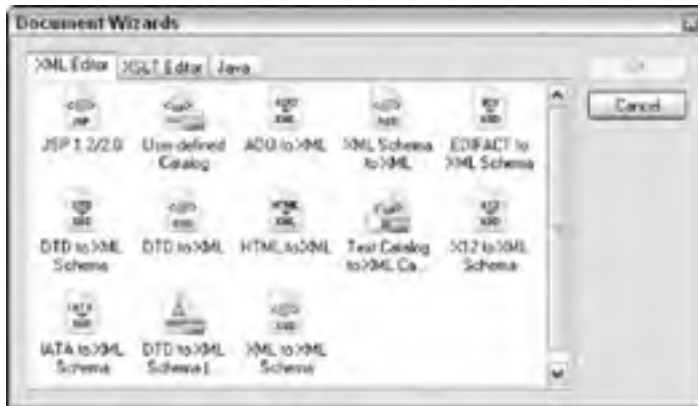 Document Wizards
XML Editor XSLT Editor Java
JSP 1.2/2.0
User-defined
Catalog
ADO to XML
XML Schema
to XML
EDIFACT to
XML Schema
Cancel
DTD to XML
Schema
DTD to XML
HTML to XML
Text Catalog
to XML Ca...
X12 to XML
Schema
IATA to XML
Schema
DTD to XML
Schema (...
XML to XML
Schema